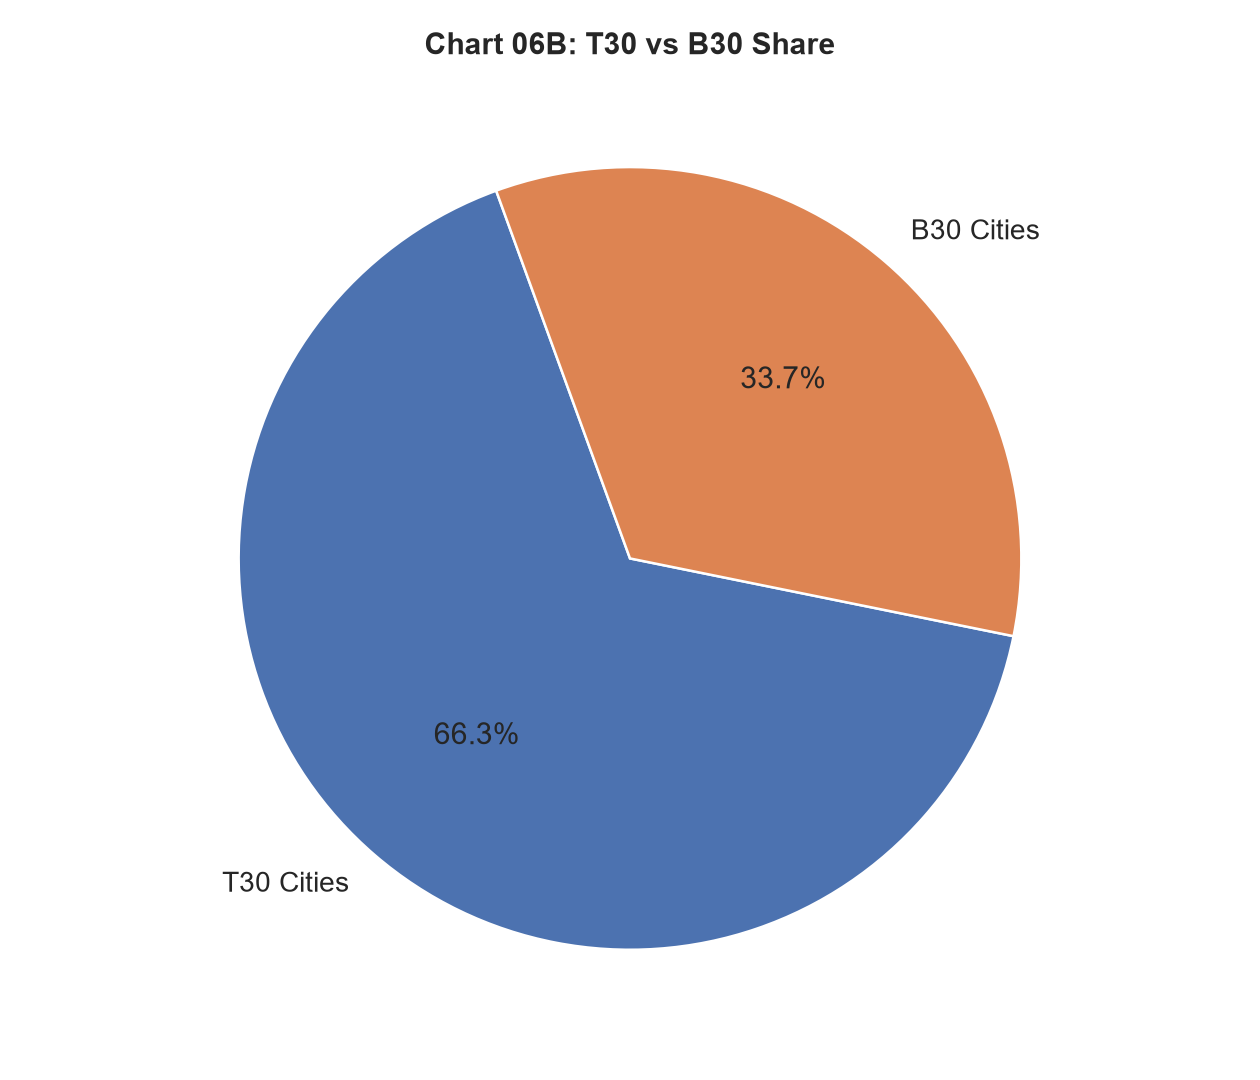 Chart 06B: T30 vs B30 Share
B30 Cities
33.7%
66.3%
T30 Cities